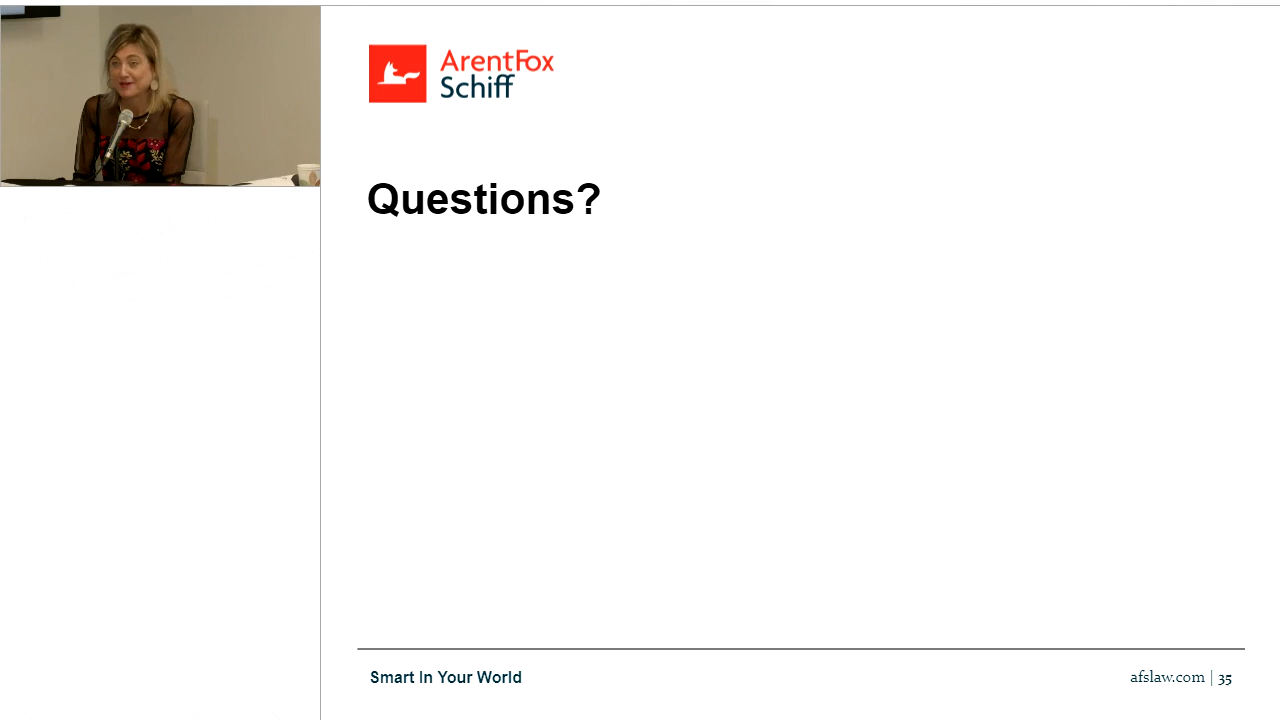 ArentFox
Schiff
Questions?
Smart In Your World
afslaw.com | 35